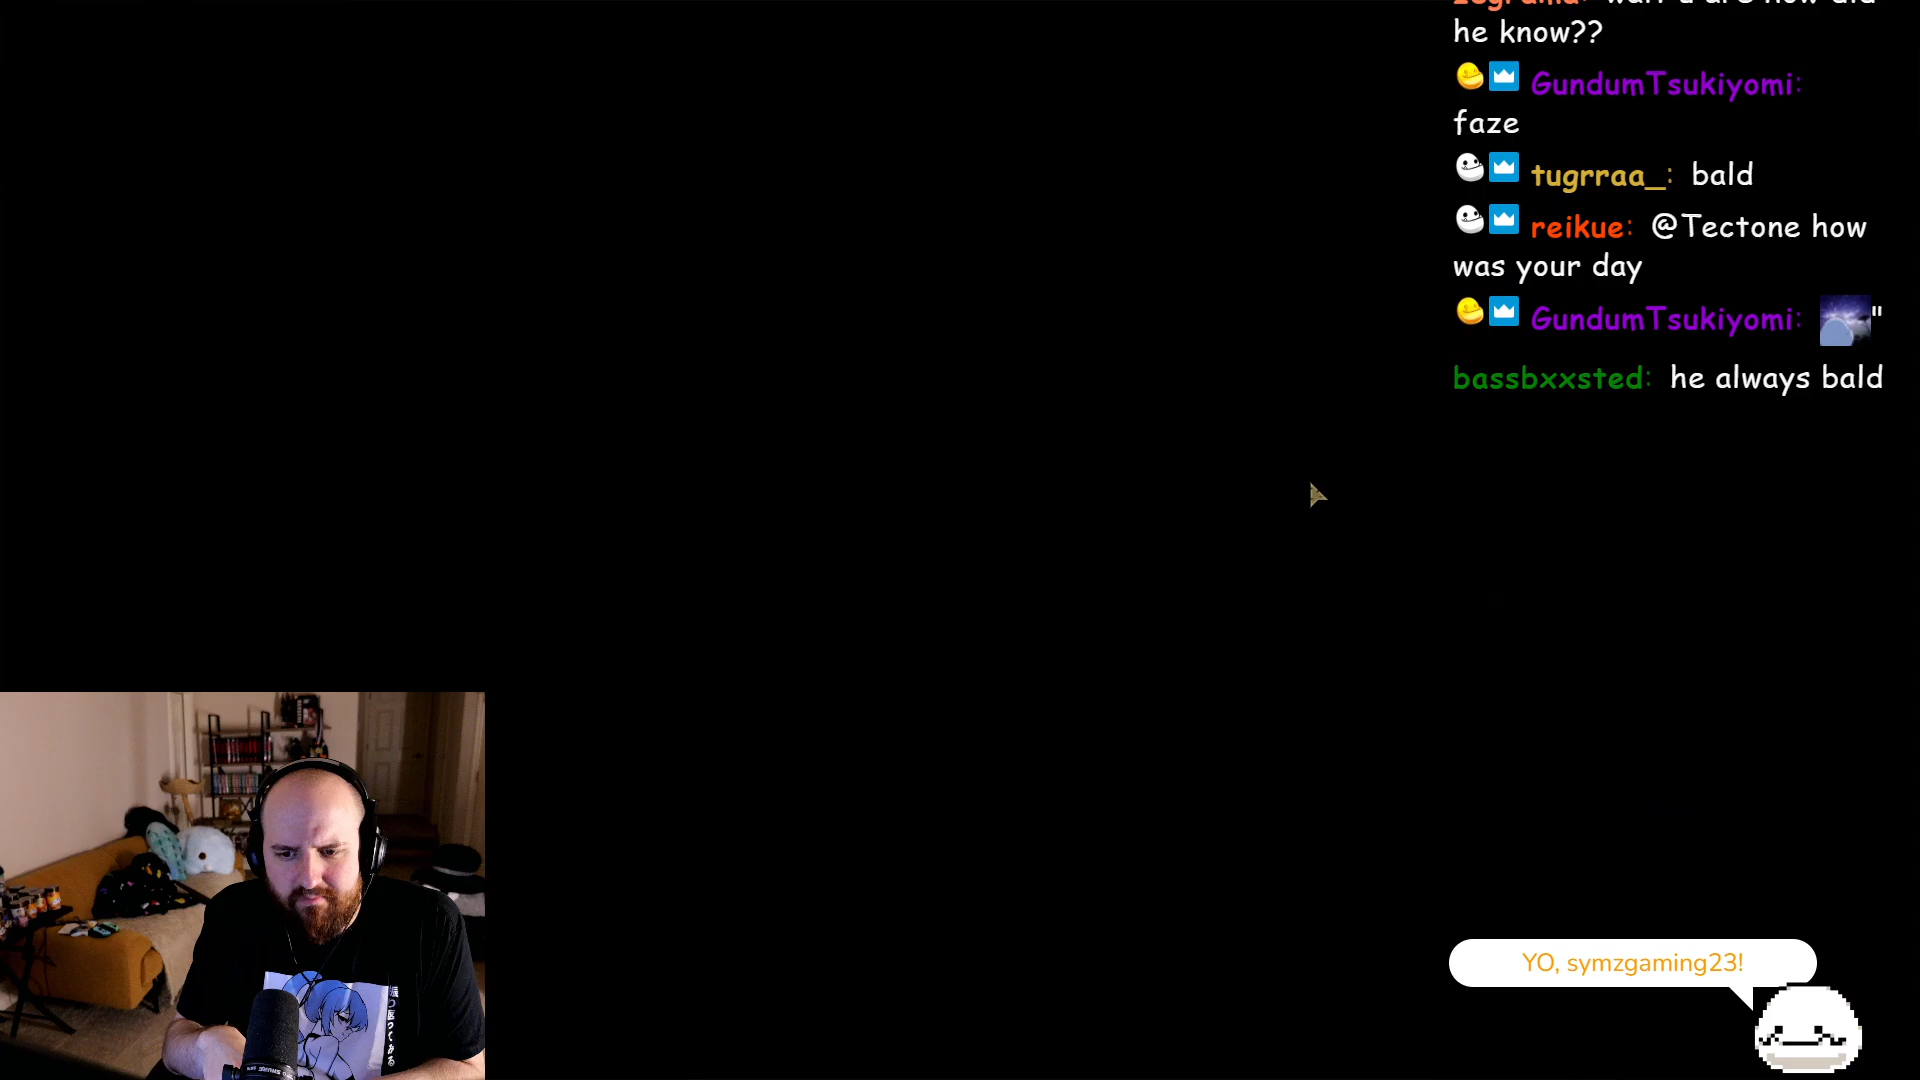 he know??
GundumTsukiyomi:
faze
tugrraa_: bald
reikue: @Tectone how
was your day
GundumTsukiyomi: "
bassbxxsted: he always bald
YO, symzgaming23!